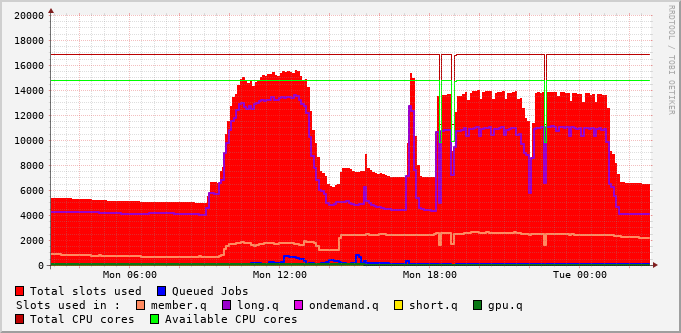 20000
18000
16000
14000
12000
10000
8000
6000
4000
2000
0
Mon 06:00 Mon 12:00 Mon 18:00 Tue 00:00
RRDTOOL / TOBI OETIKER
Total slots used Queued Jobs
Slots used in : member.q long.q ondemand.q short.q gpu.q
Total CPU cores Available CPU cores